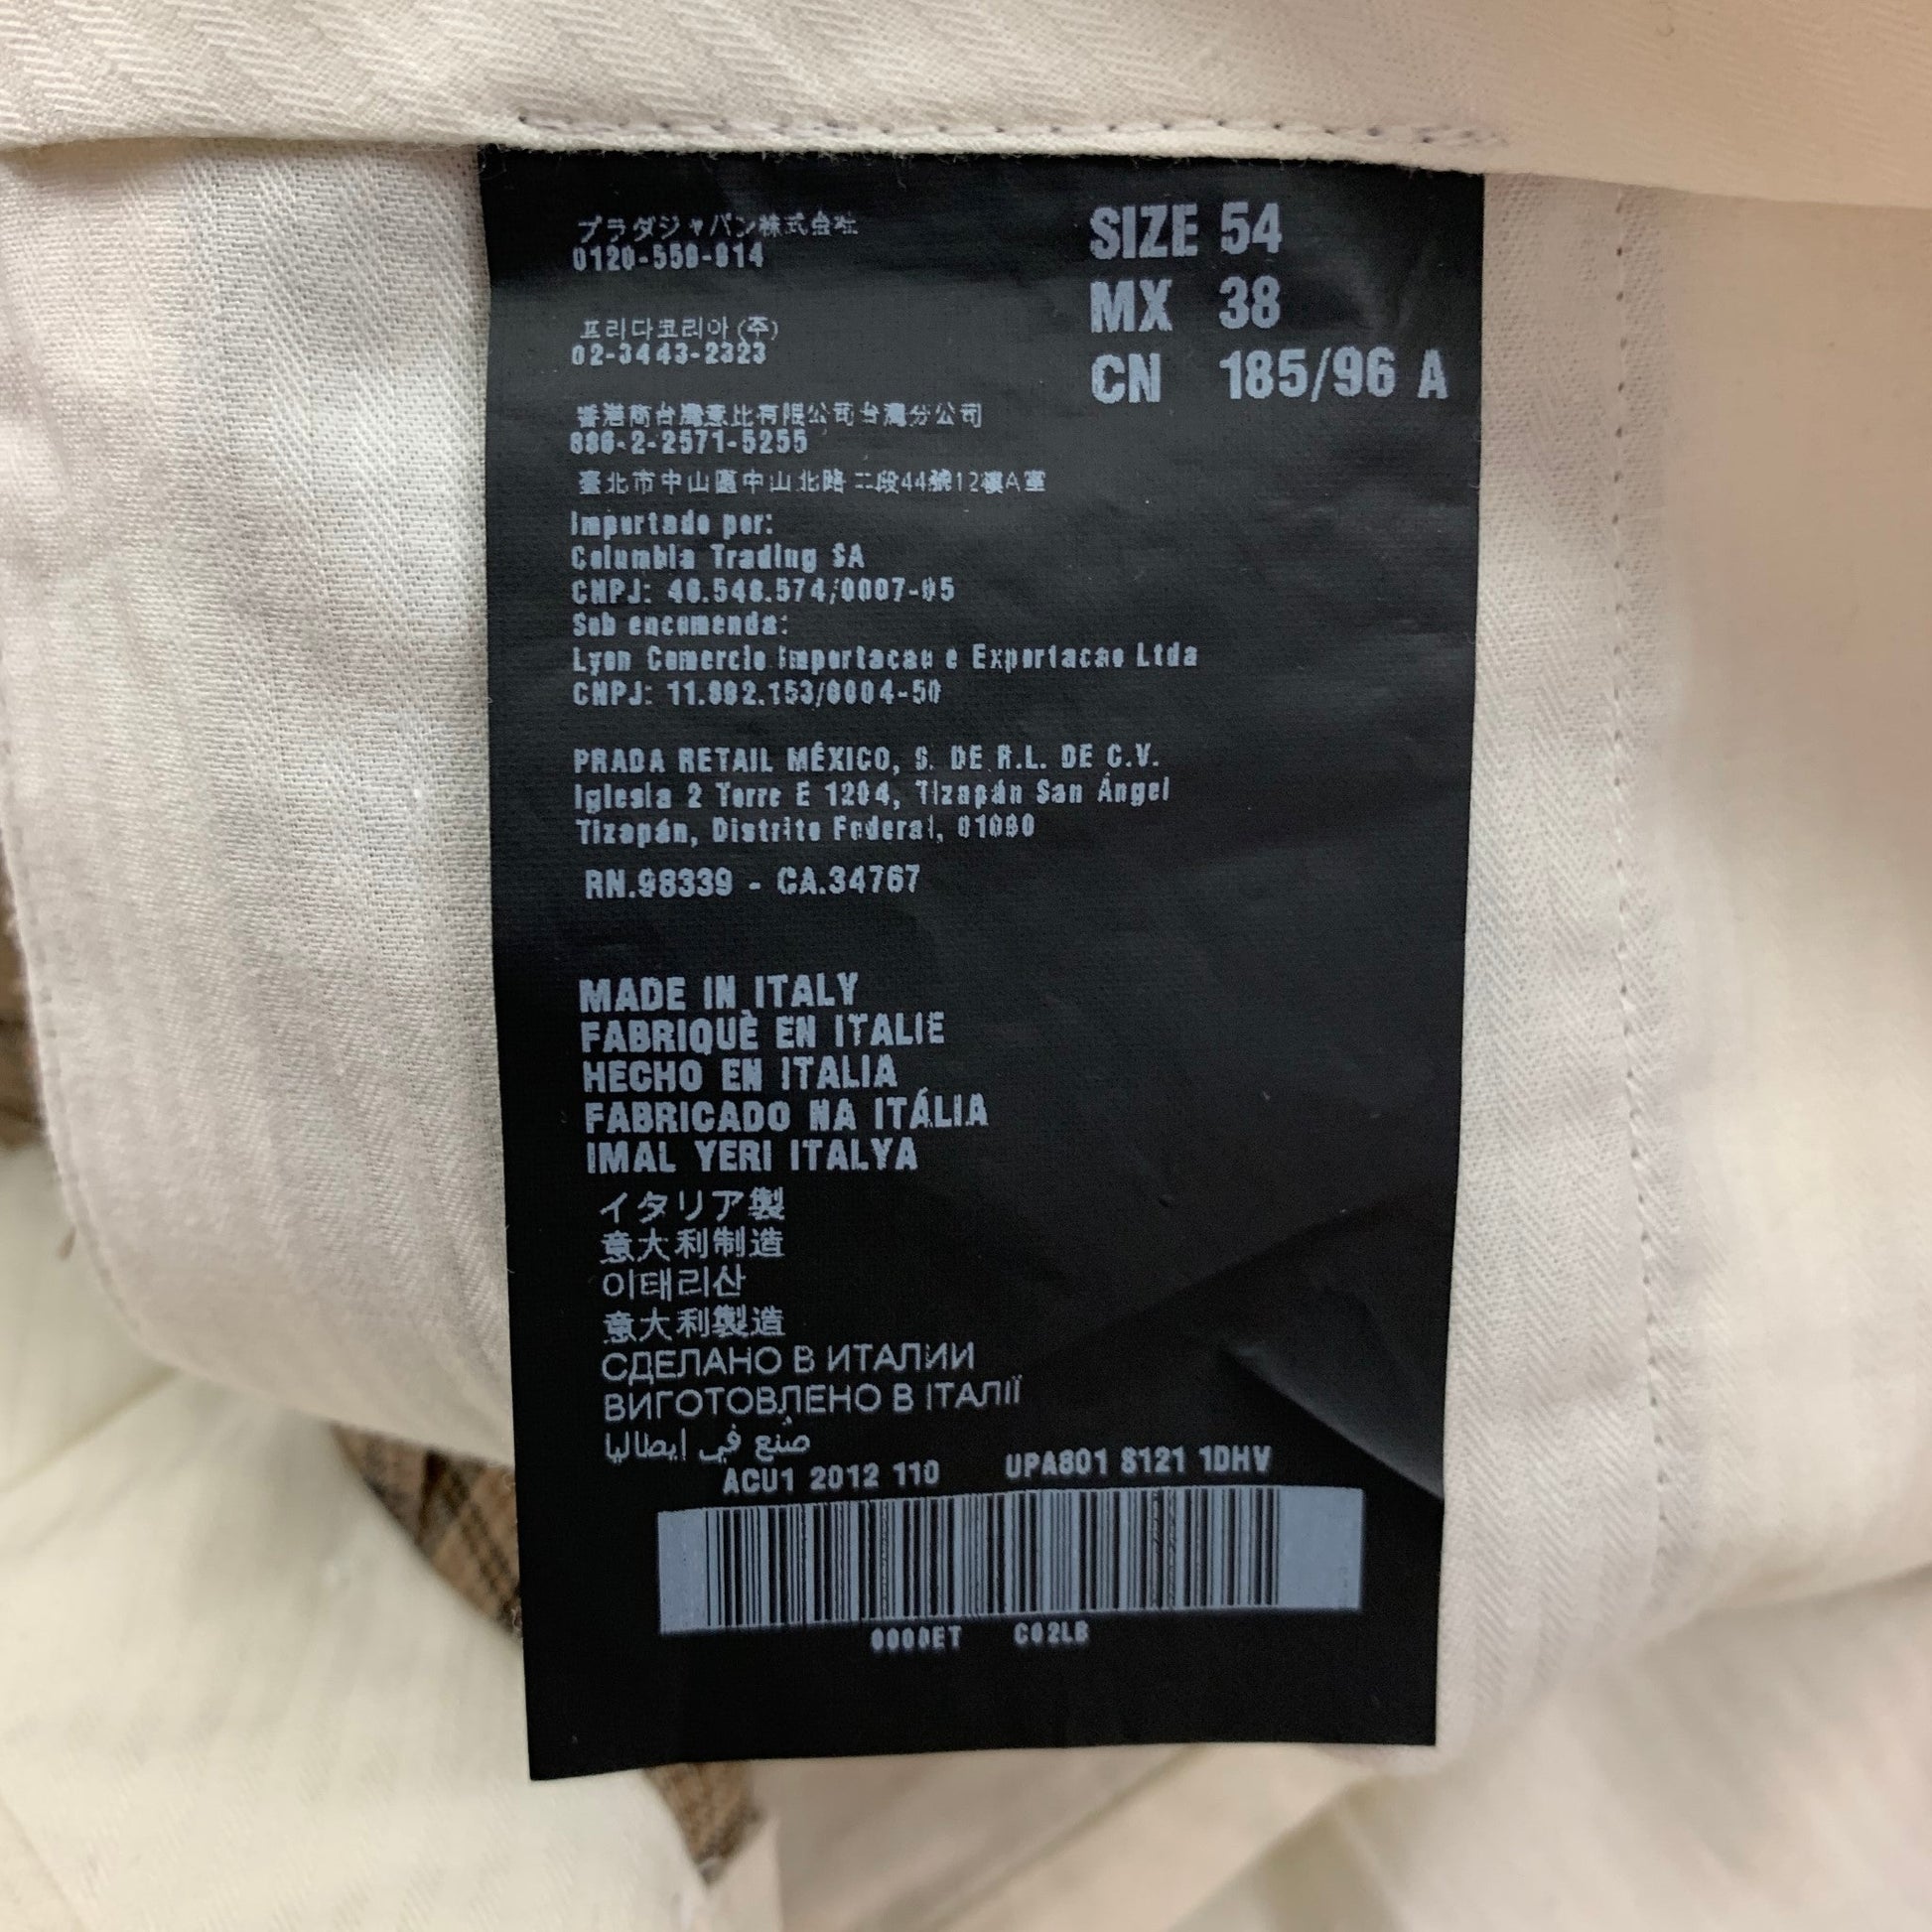 プラダジャパン株式会社
0120-559-914
SIZE 54
MX 38
CN 185/96 A
프리다코리아(주)
02-3443-2323
香港商台灣意比有限公司台灣分公司
886-2-2571-5255
臺北市中山區中山北路二段44號12樓A室
Importado por:
Columbia Trading SA
CNPJ: 46.548.574/0007-05
Sob encomenda:
Lyon Comercio Importacao e Exportacao Ltda
CNPJ: 11.892.153/0004-50
PRADA RETAIL MÉXICO, S. DE R.L. DE C.V.
Iglesia 2 Torre E 1204, Tizapán San Ángel
Tizapán, Distrito Federal, 01090
RN.98339 - CA.34767
MADE IN ITALY
FABRIQUÈ EN ITALIE
HECHO EN ITALIA
FABRICADO NA ITÁLIA
IMAL YERI ITALYA
イタリア製
意大利制造
이태리산
意大利製造
СДЕЛАНО В ИТАЛИИ
ВИГОТОВЛЕНО В ІТАЛІЇ
صنع في ايطاليا
ACU1 2012 110 UPA801 S121 1DHV
0000ET C02LB